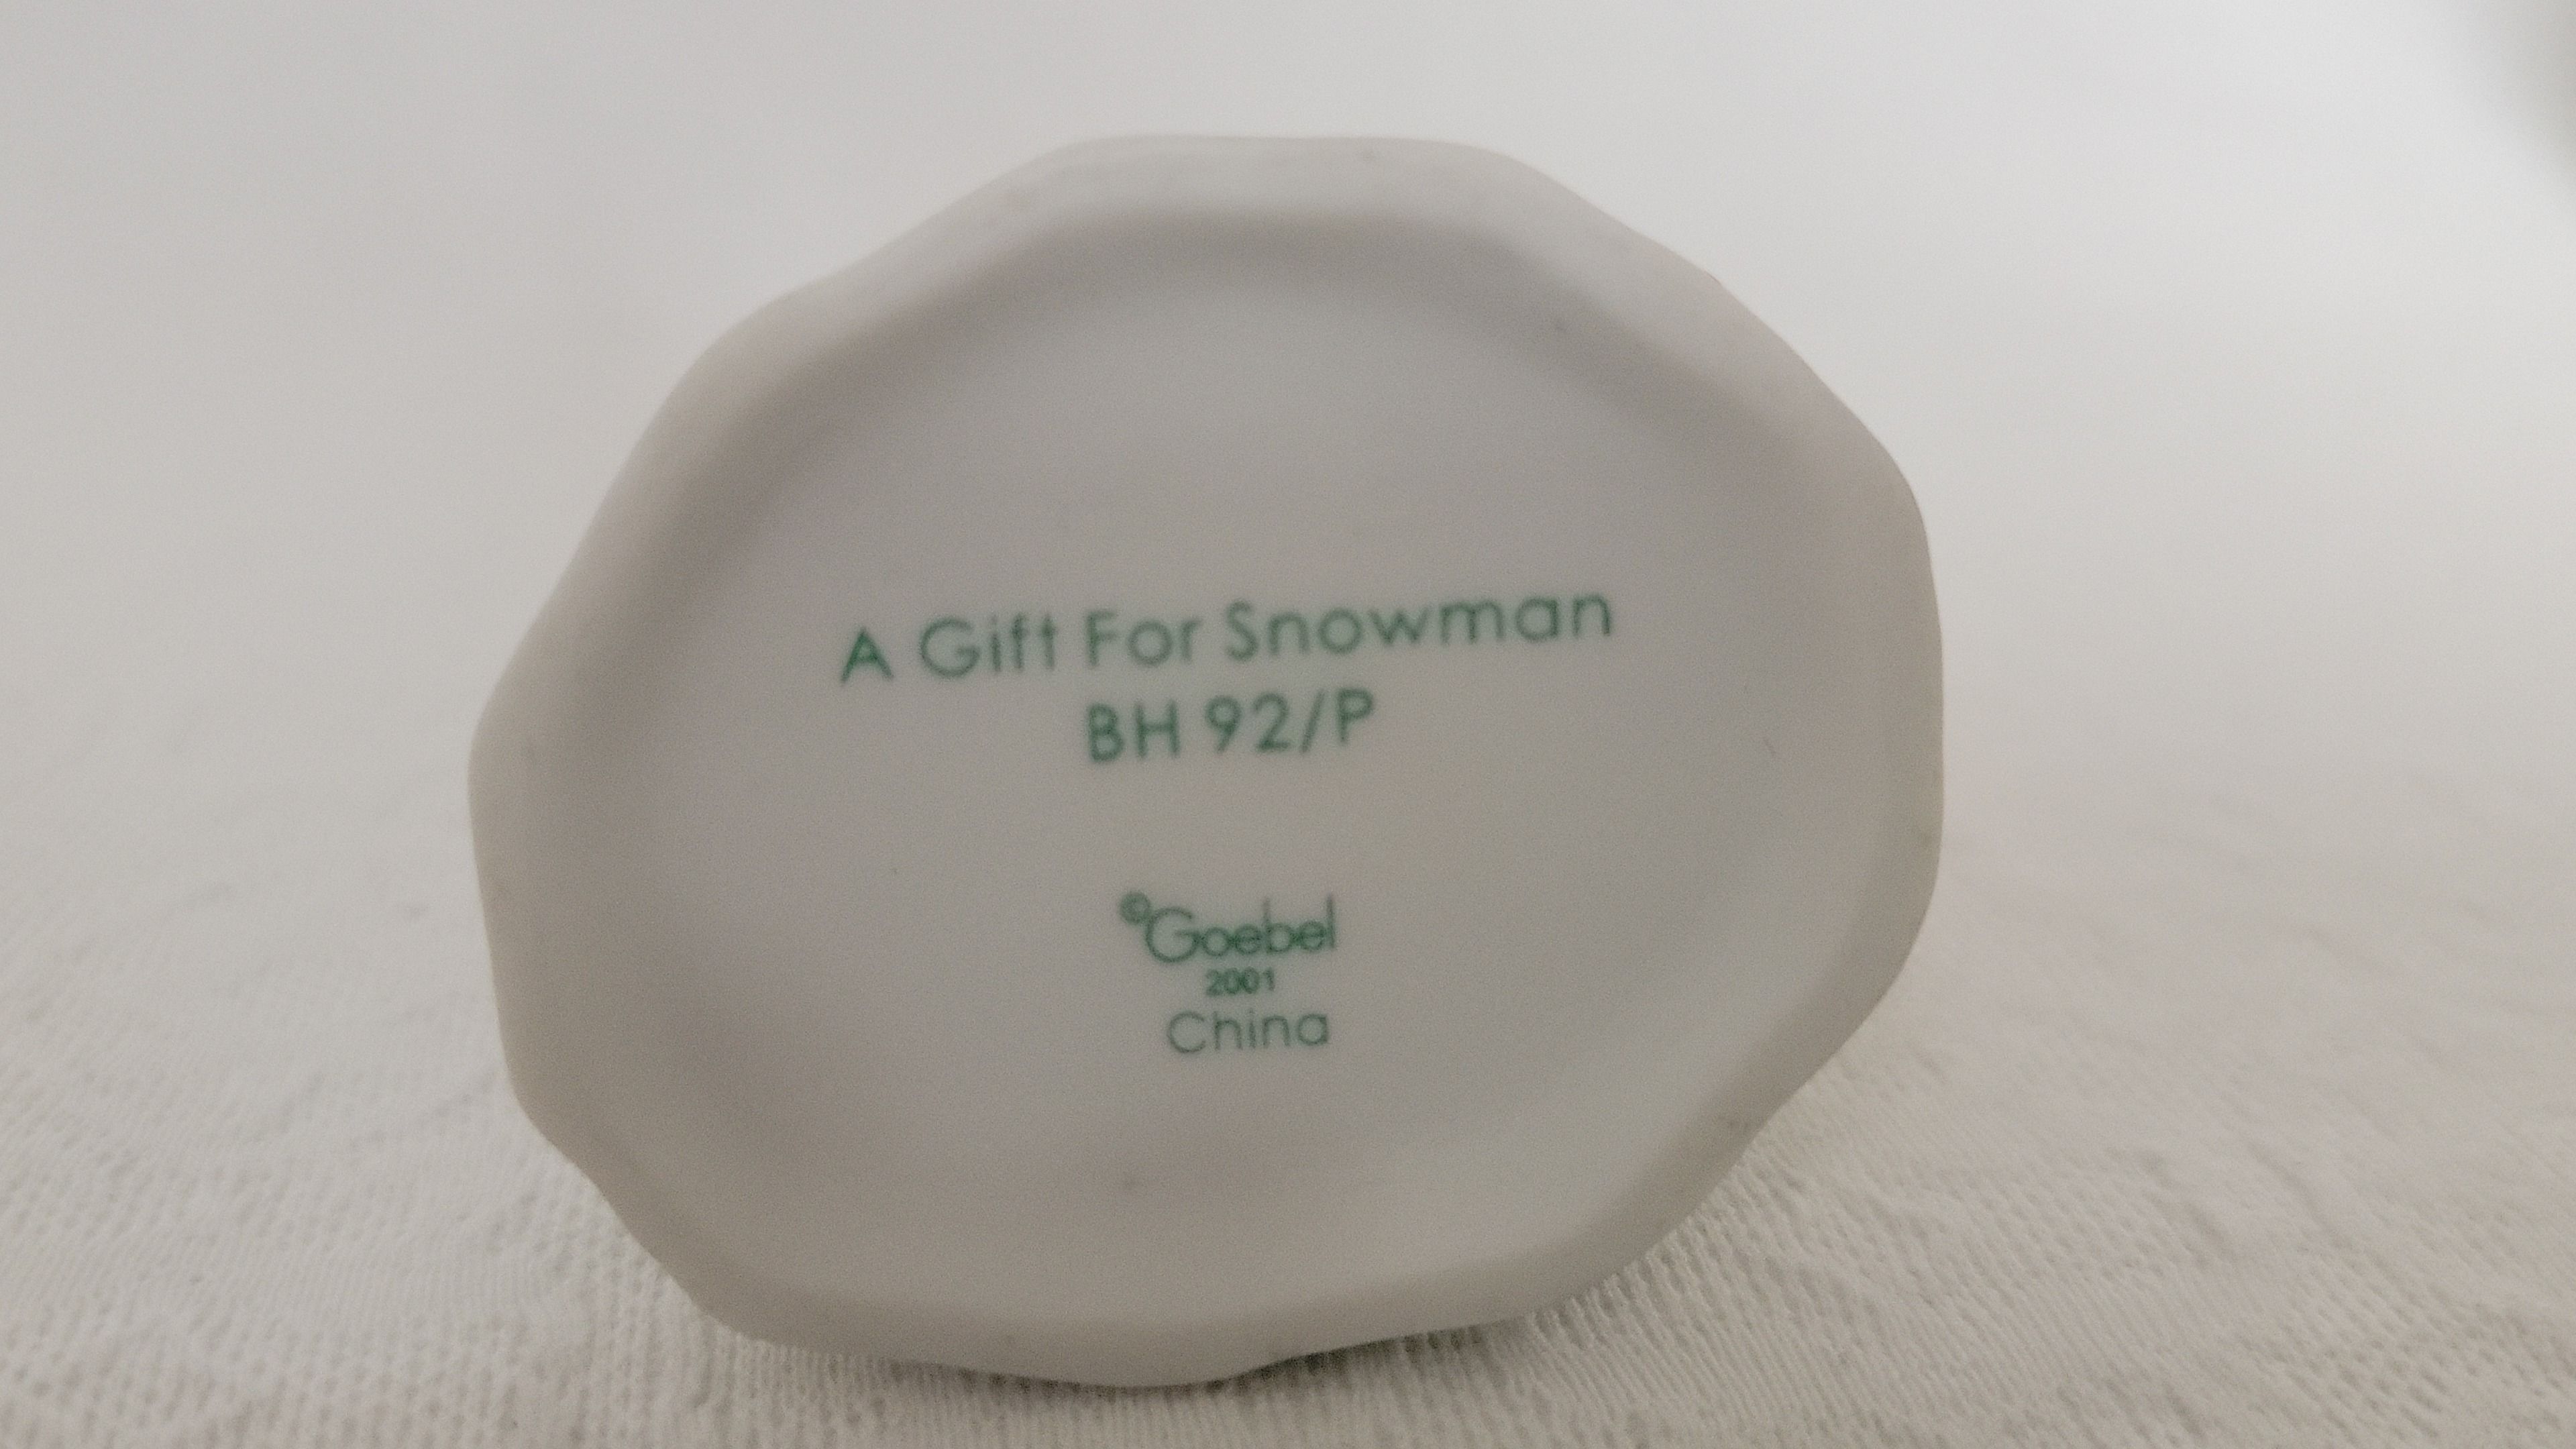 A Gift For Snowman
BH 92/P
©Goebel
2001
China